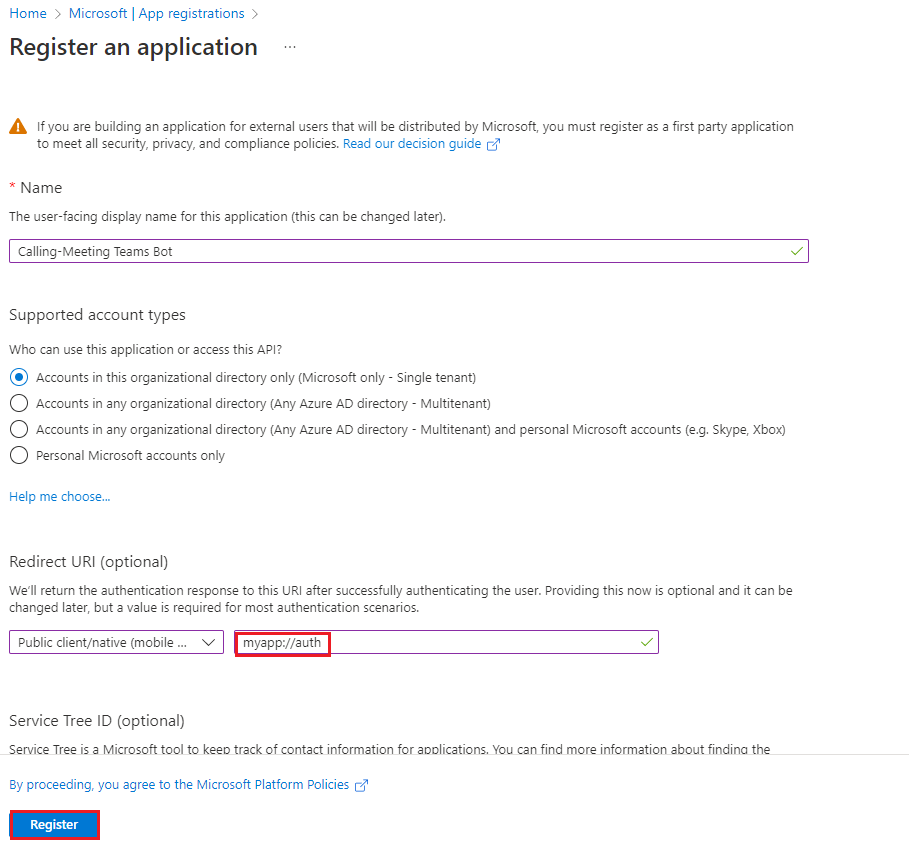 Home > Microsoft | App registrations >
Register an application ...
If you are building an application for external users that will be distributed by Microsoft, you must register as a first party application
to meet all security, privacy, and compliance policies. Read our decision guide
* Name
The user-facing display name for this application (this can be changed later).
Calling-Meeting Teams Bot
Supported account types
Who can use this application or access this API?
Accounts in this organizational directory only (Microsoft only - Single tenant)
Accounts in any organizational directory (Any Azure AD directory - Multitenant)
Accounts in any organizational directory (Any Azure AD directory - Multitenant) and personal Microsoft accounts (e.g. Skype, Xbox)
Personal Microsoft accounts only
Help me choose...
Redirect URI (optional)
We'll return the authentication response to this URI after successfully authenticating the user. Providing this now is optional and it can be
changed later, but a value is required for most authentication scenarios.
Public client/native (mobile ... myapp://auth
Service Tree ID (optional)
Service Tree is a Microsoft tool to keep track of contact information for applications. You can find more information about finding the
By proceeding, you agree to the Microsoft Platform Policies
Register